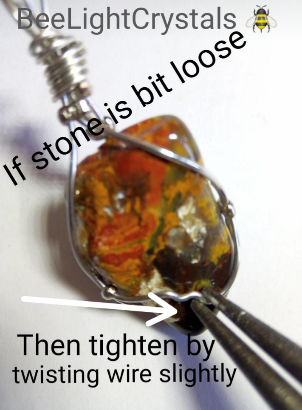 BeeLightCrystals 🐝
If stone is bit loose
Then tighten by
twisting wire slightly